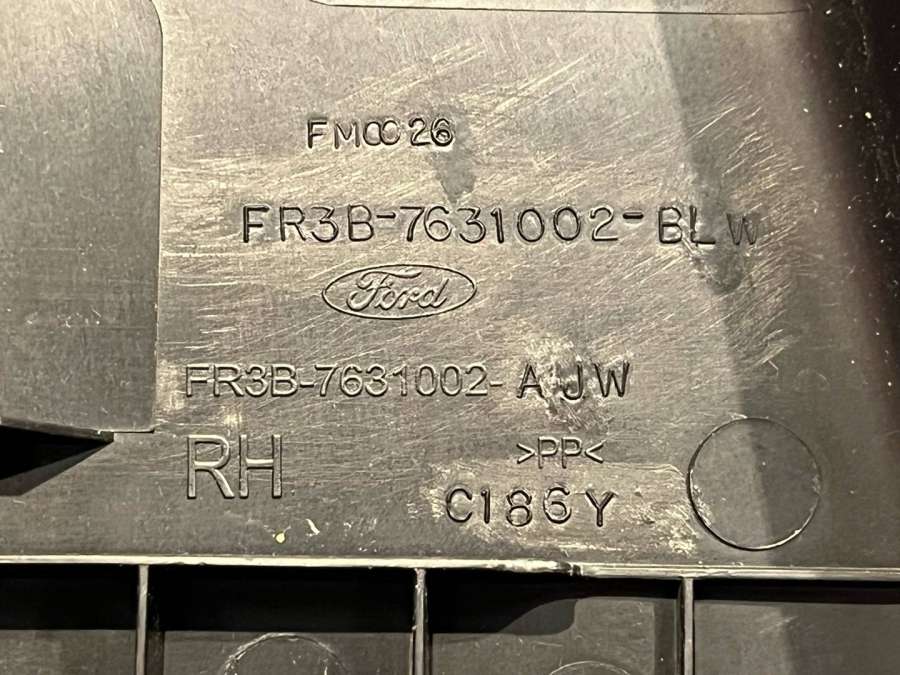 FM0026
FR3B-7631002-BLW
Ford
FR3B-7631002-AJW
RH
>PP<
C186Y